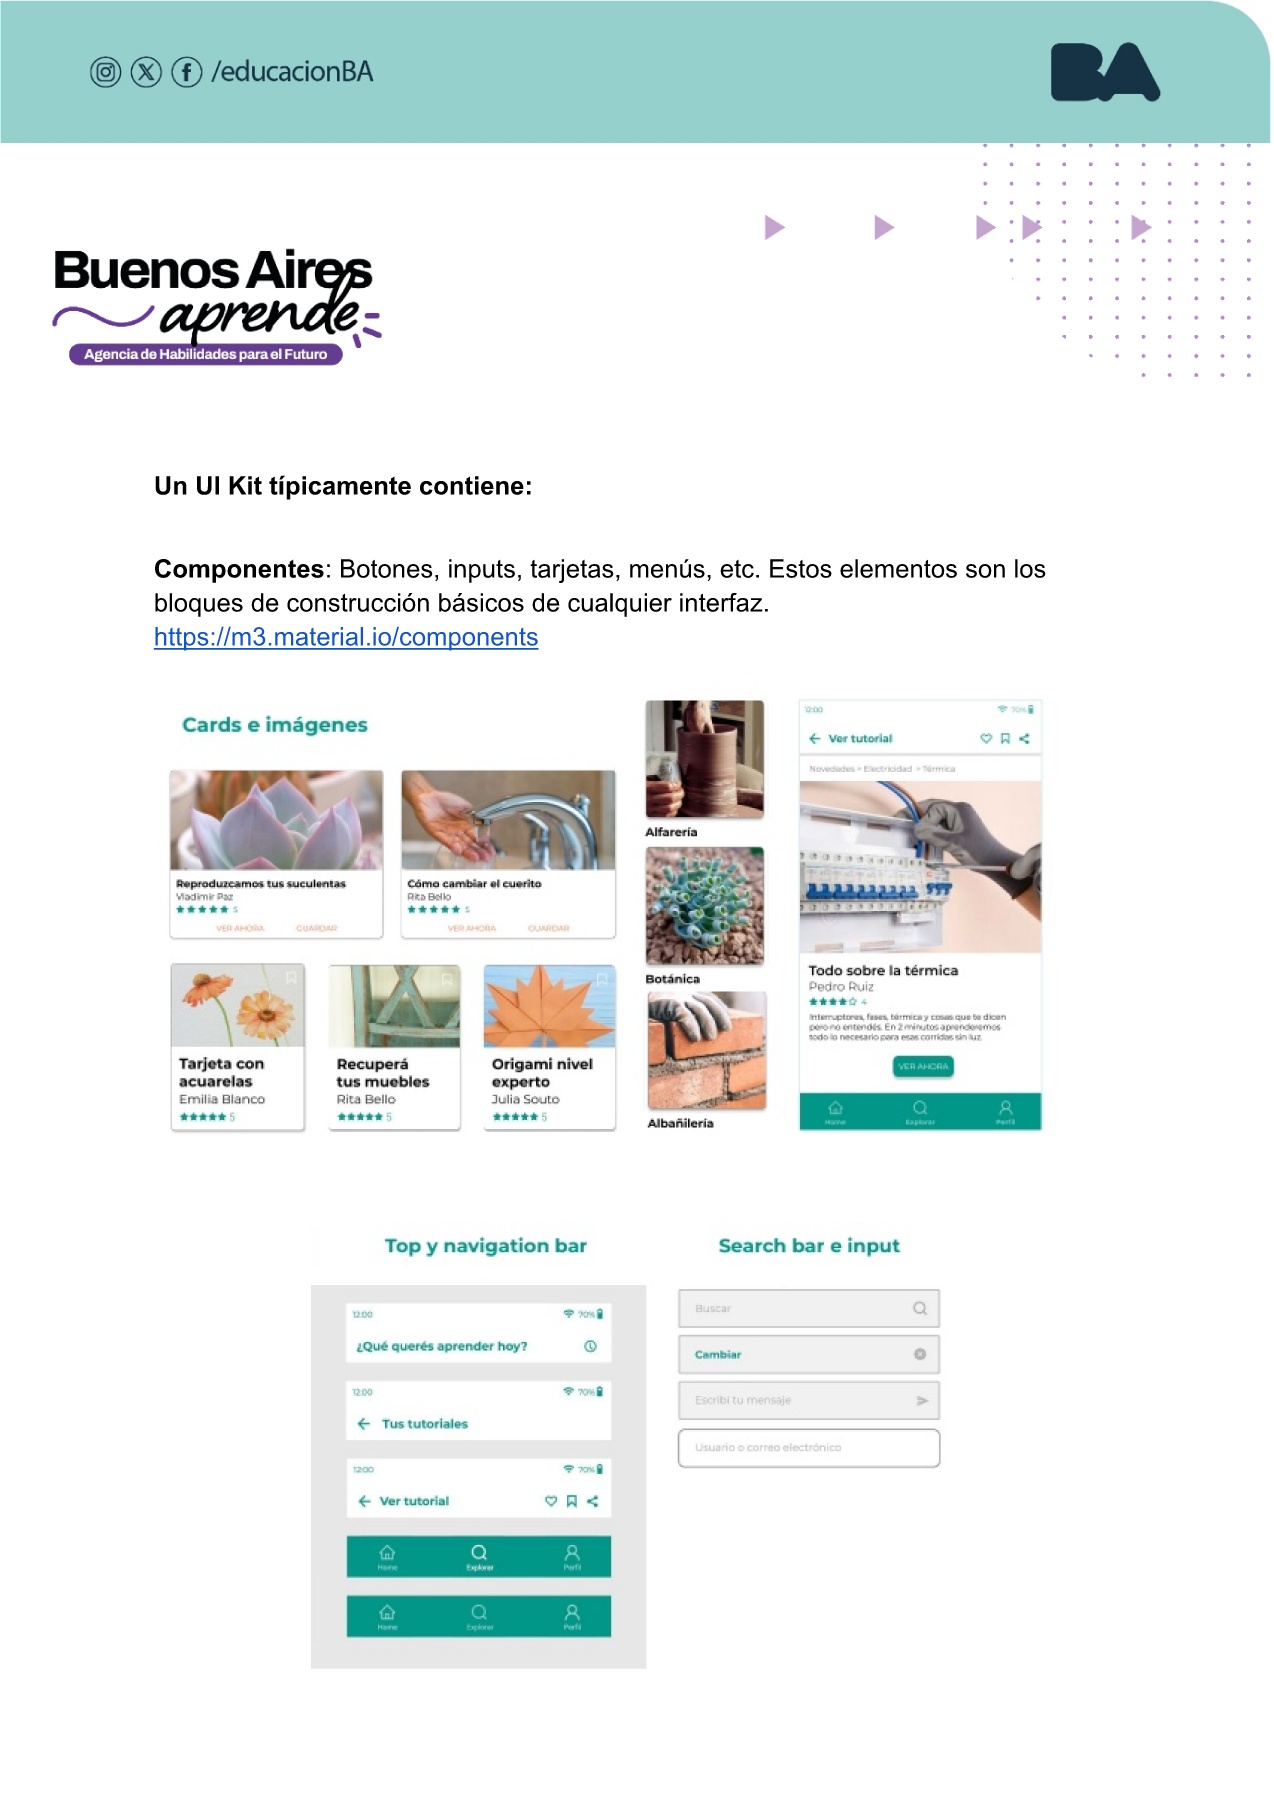 /educacionBA
BA
Buenos Aires
aprende
Agencia de Habilidades para el Futuro
Un UI Kit típicamente contiene:
Componentes: Botones, inputs, tarjetas, menús, etc. Estos elementos son los
bloques de construcción básicos de cualquier interfaz.
https://m3.material.io/components
Cards e imágenes
Reproduzcamos tus suculentas
Vladimir Paz
5
VER AHORA GUARDAR
Cómo cambiar el cuerito
Rita Bello
5
VER AHORA GUARDAR
Tarjeta con
acuarelas
Emilia Blanco
5
Recuperá
tus muebles
Rita Bello
5
Origami nivel
experto
Julia Souto
5
Alfarería
Botánica
Albañilería
12:00 70%
Ver tutorial
Novedades > Electricidad > Térmica
Todo sobre la térmica
Pedro Ruiz
4
Interruptores, fases, térmica y cosas que te dicen
pero no entendés. En 2 minutos aprenderemos
todo lo necesario para esas corridas sin luz.
VER AHORA
Home Explorar Perfil
Top y navigation bar
12:00 70%
¿Qué querés aprender hoy?
12:00 70%
Tus tutoriales
12:00 70%
Ver tutorial
Home Explorar Perfil
Home Explorar Perfil
Search bar e input
Buscar
Cambiar
Escribí tu mensaje
Usuario o correo electrónico